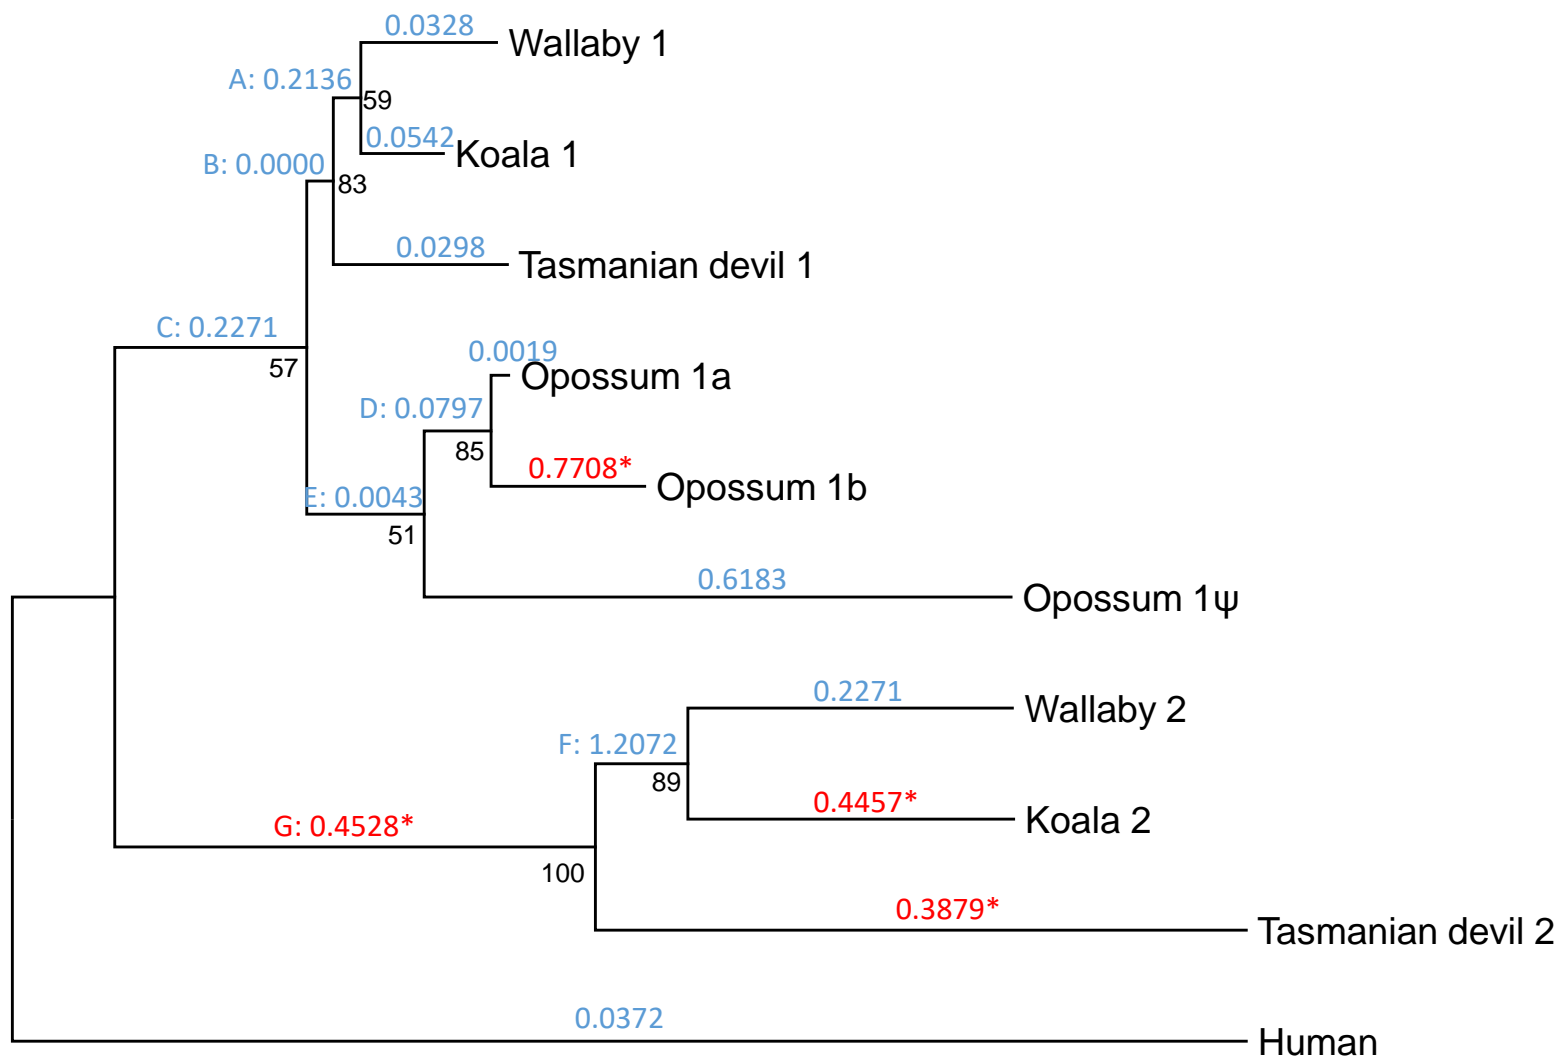 0.0328
Wallaby 1
A: 0.2136
59
0.0542
Koala 1
B: 0.0000
83
0.0298
Tasmanian devil 1
C: 0.2271
57
0.0019
Opossum 1a
D: 0.0797
85
0.7708*
Opossum 1b
E: 0.0043
51
0.6183
Opossum 1ψ
0.2271
Wallaby 2
F: 1.2072
89
0.4457*
Koala 2
G: 0.4528*
100
0.3879*
Tasmanian devil 2
0.0372
Human